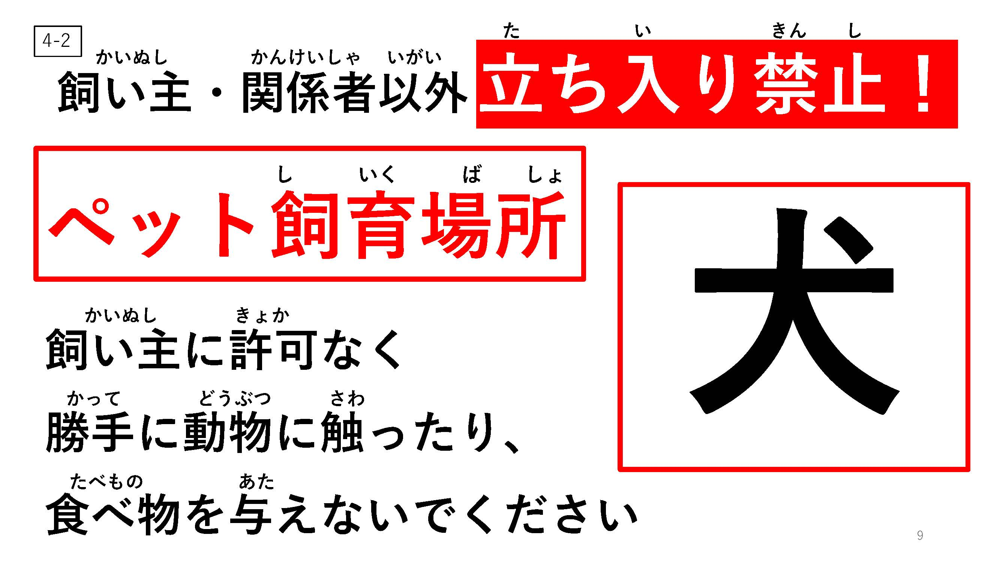 4-2
かいぬし かんけいしゃ いがい た い きん し
飼い主・関係者以外立ち入り禁止！
し いく ば しょ
ペット飼育場所
犬
かいぬし きょか
飼い主に許可なく
かって どうぶつ さわ
勝手に動物に触ったり、
たべもの あた
食べ物を与えないでください
9